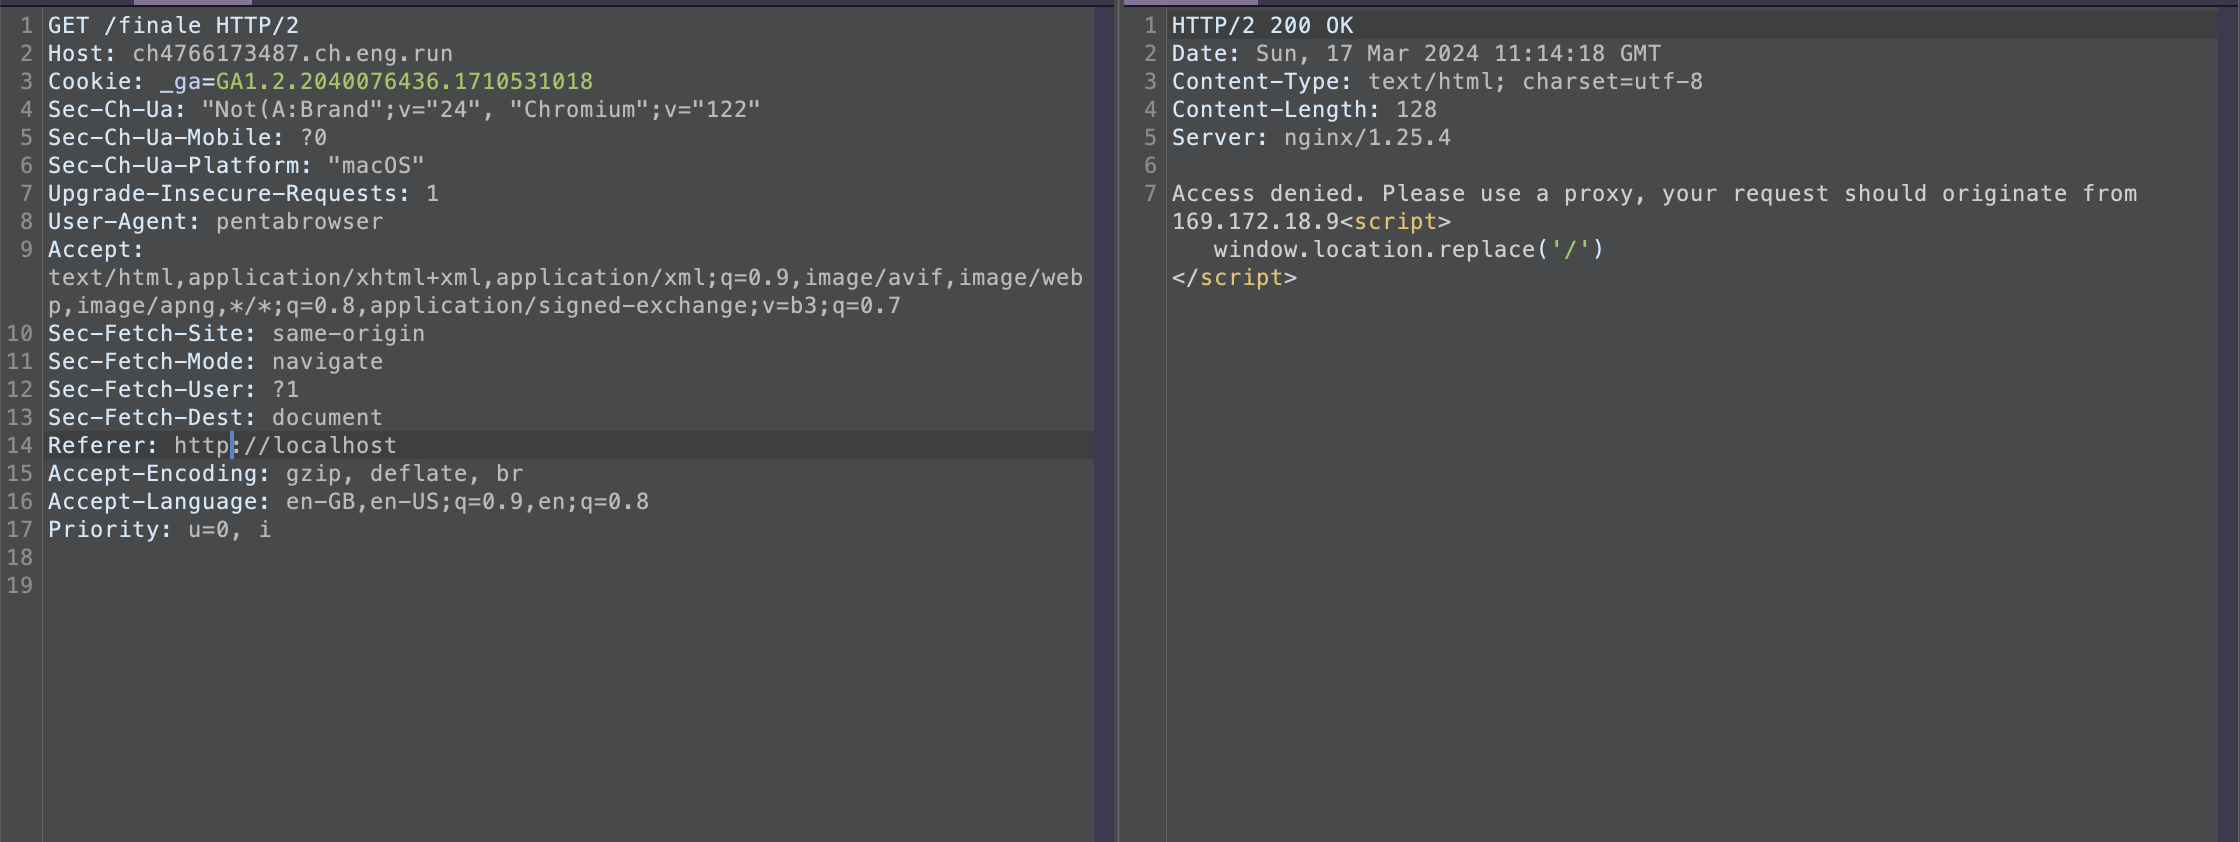 1 GET /finale HTTP/2
2 Host: ch4766173487.ch.eng.run
3 Cookie: _ga=GA1.2.2040076436.1710531018
4 Sec-Ch-Ua: "Not(A:Brand";v="24", "Chromium";v="122"
5 Sec-Ch-Ua-Mobile: ?0
6 Sec-Ch-Ua-Platform: "macOS"
7 Upgrade-Insecure-Requests: 1
8 User-Agent: pentabrowser
9 Accept:
text/html,application/xhtml+xml,application/xml;q=0.9,image/avif,image/web
p,image/apng,*/*;q=0.8,application/signed-exchange;v=b3;q=0.7
10 Sec-Fetch-Site: same-origin
11 Sec-Fetch-Mode: navigate
12 Sec-Fetch-User: ?1
13 Sec-Fetch-Dest: document
14 Referer: http://localhost
15 Accept-Encoding: gzip, deflate, br
16 Accept-Language: en-GB,en-US;q=0.9,en;q=0.8
17 Priority: u=0, i
18
19
1 HTTP/2 200 OK
2 Date: Sun, 17 Mar 2024 11:14:18 GMT
3 Content-Type: text/html; charset=utf-8
4 Content-Length: 128
5 Server: nginx/1.25.4
6
7 Access denied. Please use a proxy, your request should originate from
169.172.18.9<script>
window.location.replace('/')
</script>